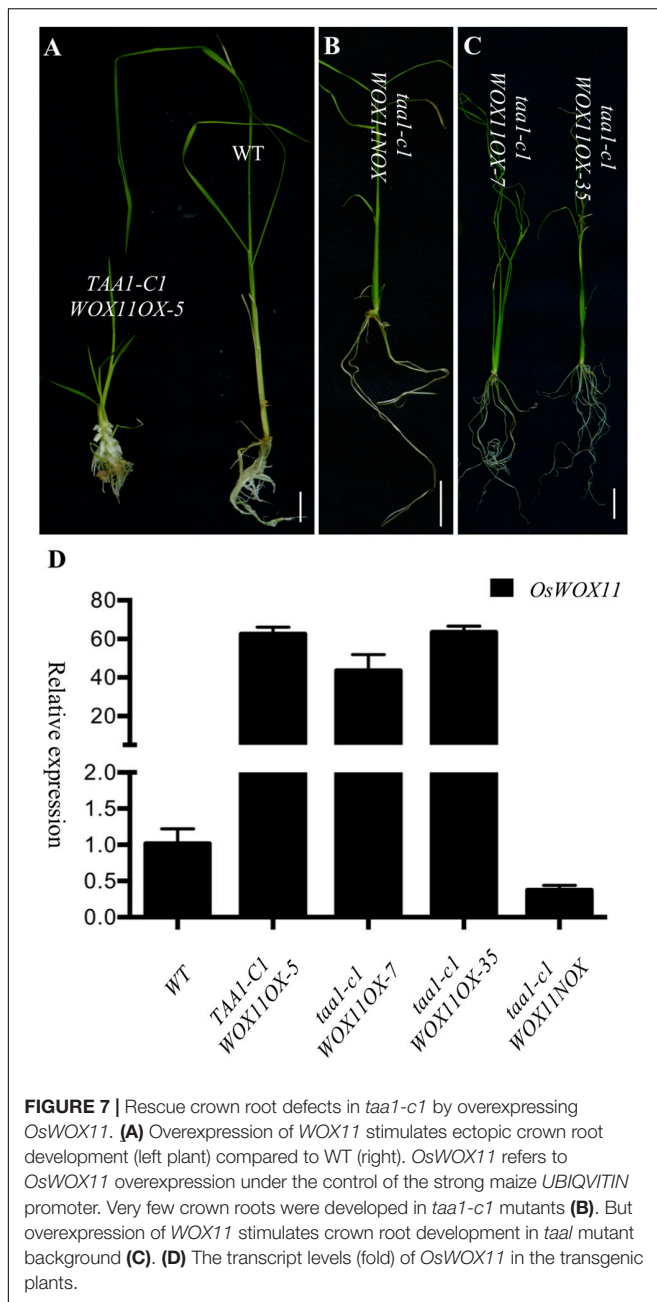 A
B
C
WT
TAA1-C1
WOX11OX-5
taa1-c1
WOX11NOX
taa1-c1
WOX11OX-7
taa1-c1
WOX11OX-35
D
OsWOX11
Relative expression
80
60
40
20
2.0
1.5
1.0
0.5
0.0
WT
TAA1-C1
WOX11OX-5
taa1-c1
WOX11OX-7
taa1-c1
WOX11OX-35
taa1-c1
WOX11NOX
FIGURE 7 | Rescue crown root defects in taa1-c1 by overexpressing
OsWOX11. (A) Overexpression of WOX11 stimulates ectopic crown root
development (left plant) compared to WT (right). OsWOX11 refers to
OsWOX11 overexpression under the control of the strong maize UBIQVITIN
promoter. Very few crown roots were developed in taa1-c1 mutants (B). But
overexpression of WOX11 stimulates crown root development in taaI mutant
background (C). (D) The transcript levels (fold) of OsWOX11 in the transgenic
plants.